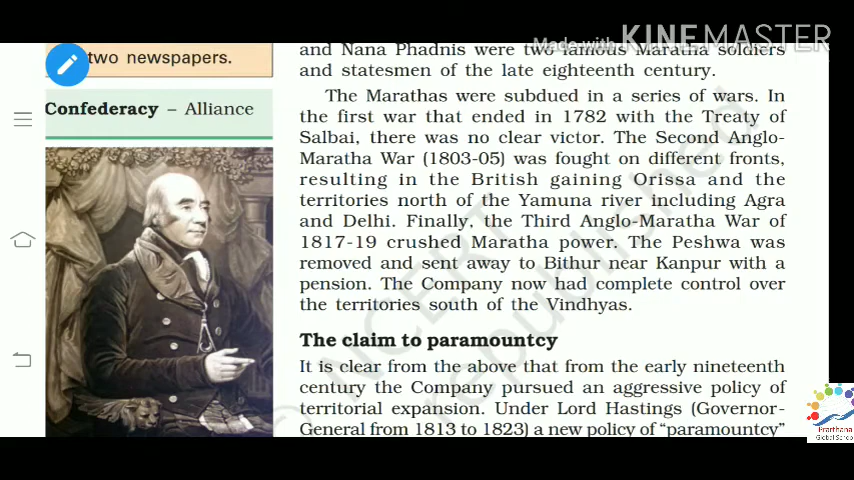 Made with KINEMASTER
two newspapers.
Confederacy – Alliance
and Nana Phadnis were two famous Maratha soldiers
and statesmen of the late eighteenth century.
The Marathas were subdued in a series of wars. In
the first war that ended in 1782 with the Treaty of
Salbai, there was no clear victor. The Second Anglo-
Maratha War (1803-05) was fought on different fronts,
resulting in the British gaining Orissa and the
territories north of the Yamuna river including Agra
and Delhi. Finally, the Third Anglo-Maratha War of
1817-19 crushed Maratha power. The Peshwa was
removed and sent away to Bithur near Kanpur with a
pension. The Company now had complete control over
the territories south of the Vindhyas.
The claim to paramountcy
It is clear from the above that from the early nineteenth
century the Company pursued an aggressive policy of
territorial expansion. Under Lord Hastings (Governor-
General from 1813 to 1823) a new policy of “paramountcy”
© NCERT
republished
Prarthana
Global School